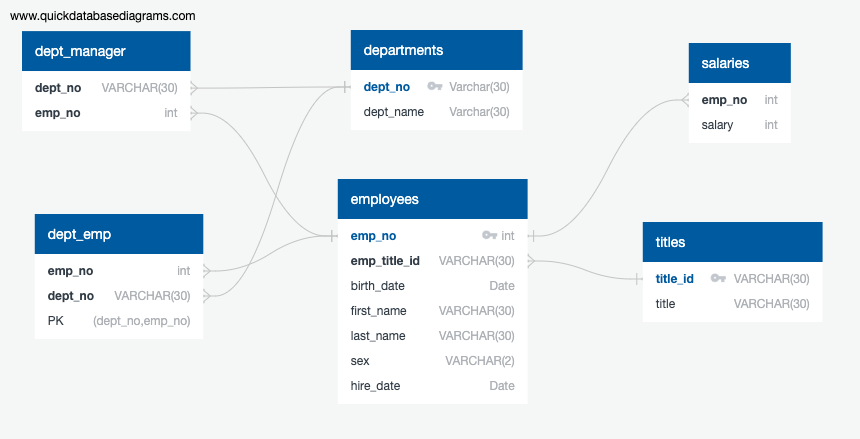 www.quickdatabasediagrams.com
dept_manager
dept_no VARCHAR(30)
emp_no int
departments
dept_no Varchar(30)
dept_name Varchar(30)
salaries
emp_no int
salary int
dept_emp
emp_no int
dept_no VARCHAR(30)
PK (dept_no,emp_no)
employees
emp_no int
emp_title_id VARCHAR(30)
birth_date Date
first_name VARCHAR(30)
last_name VARCHAR(30)
sex VARCHAR(2)
hire_date Date
titles
title_id VARCHAR(30)
title VARCHAR(30)